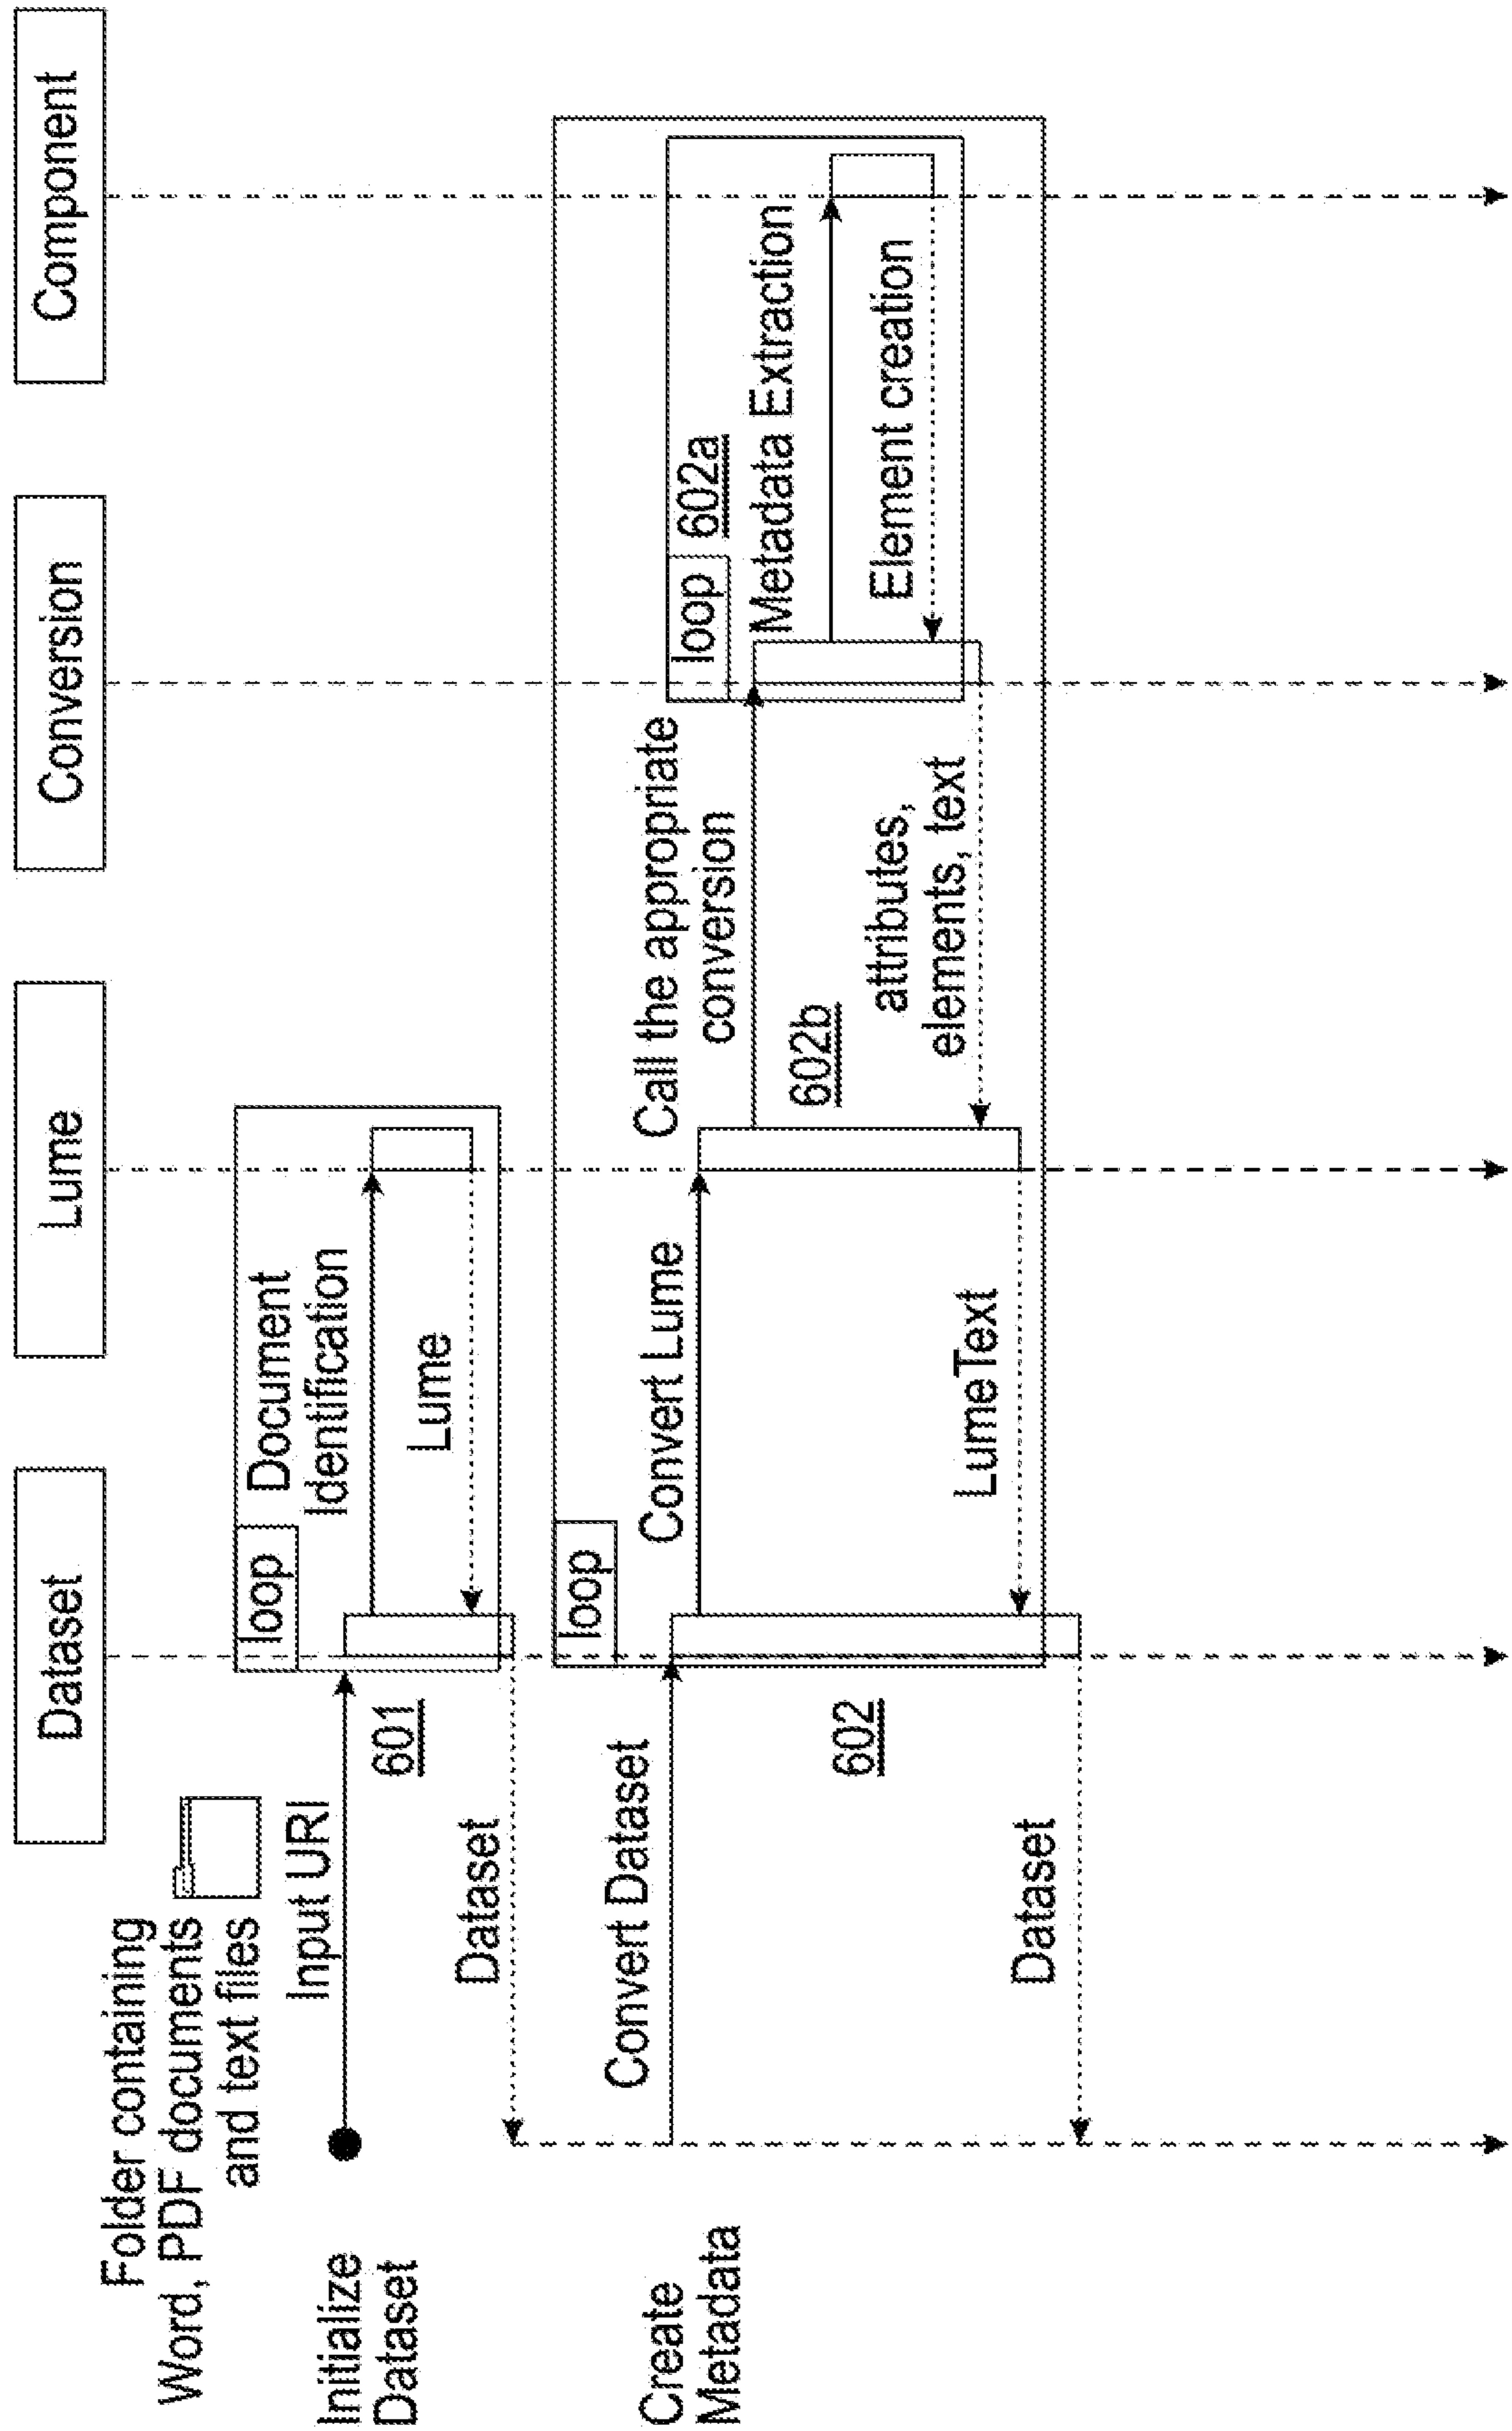 Dataset
Lume
Conversion
Component
Folder containing
Word, PDF documents
and text files
Initialize
Dataset
Input URI
601
loop
Document
Identification
Lume
Dataset
Create
Metadata
Convert Dataset
602
loop
Convert Lume
Call the appropriate
conversion
602b
loop
602a
Metadata Extraction
Element creation
attributes,
elements, text
LumeText
Dataset